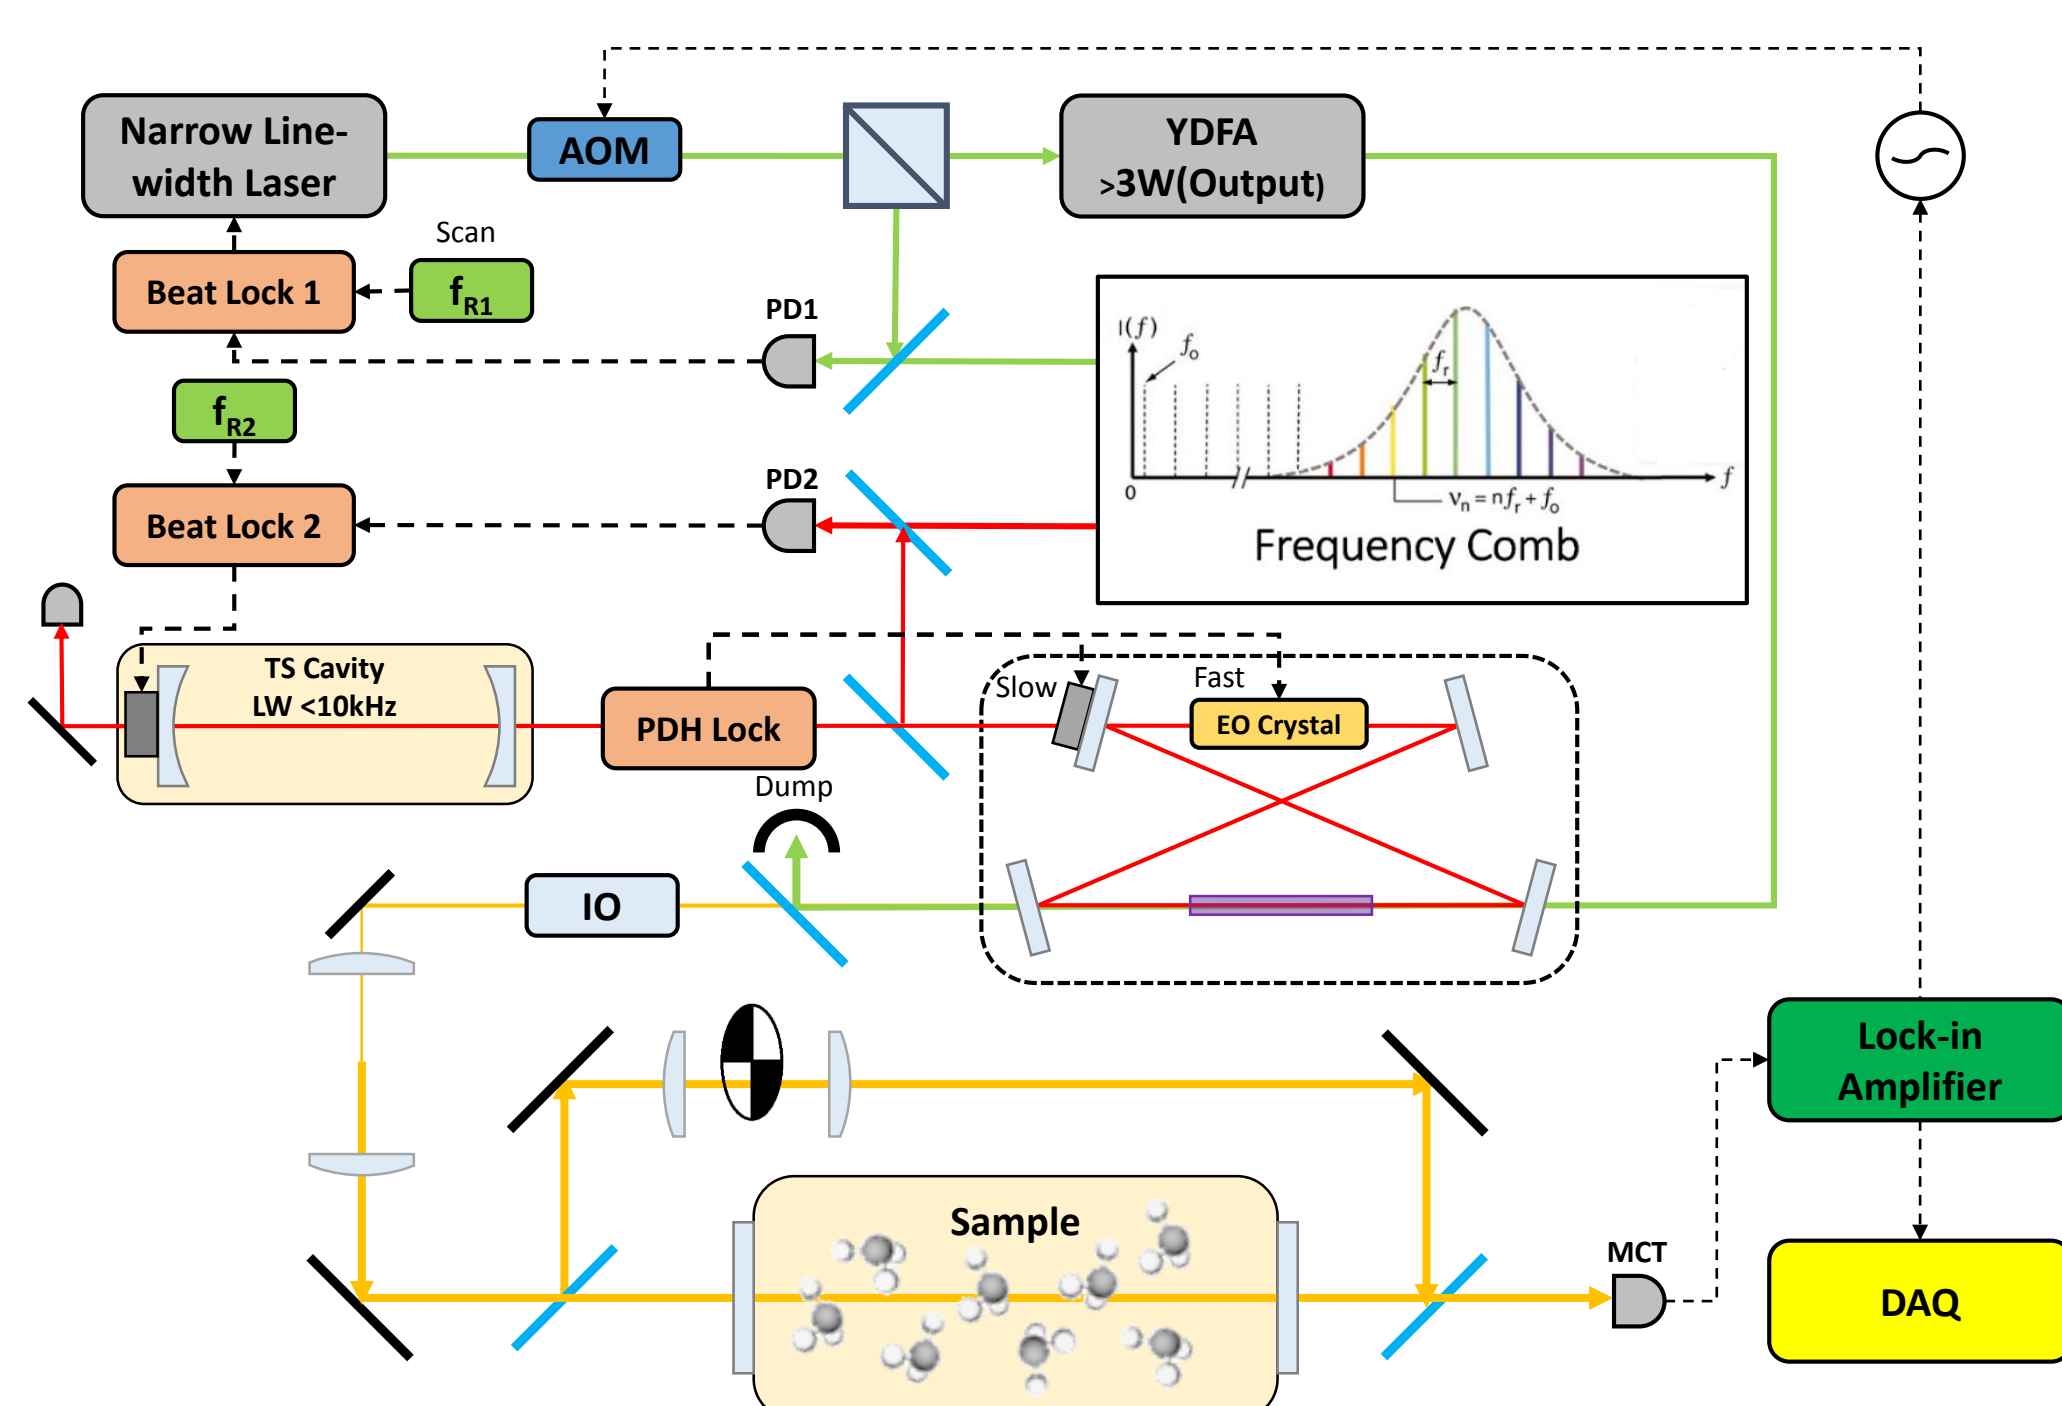 Narrow Line-
width Laser
AOM
YDFA
>3W(Output)
Scan
Beat Lock 1
fR1
PD1
I(f)
fo
fr
0
f
νn = nfr + fo
Frequency Comb
fR2
PD2
Beat Lock 2
TS Cavity
LW <10kHz
PDH Lock
Slow
Fast
EO Crystal
Dump
IO
Lock-in
Amplifier
Sample
MCT
DAQ